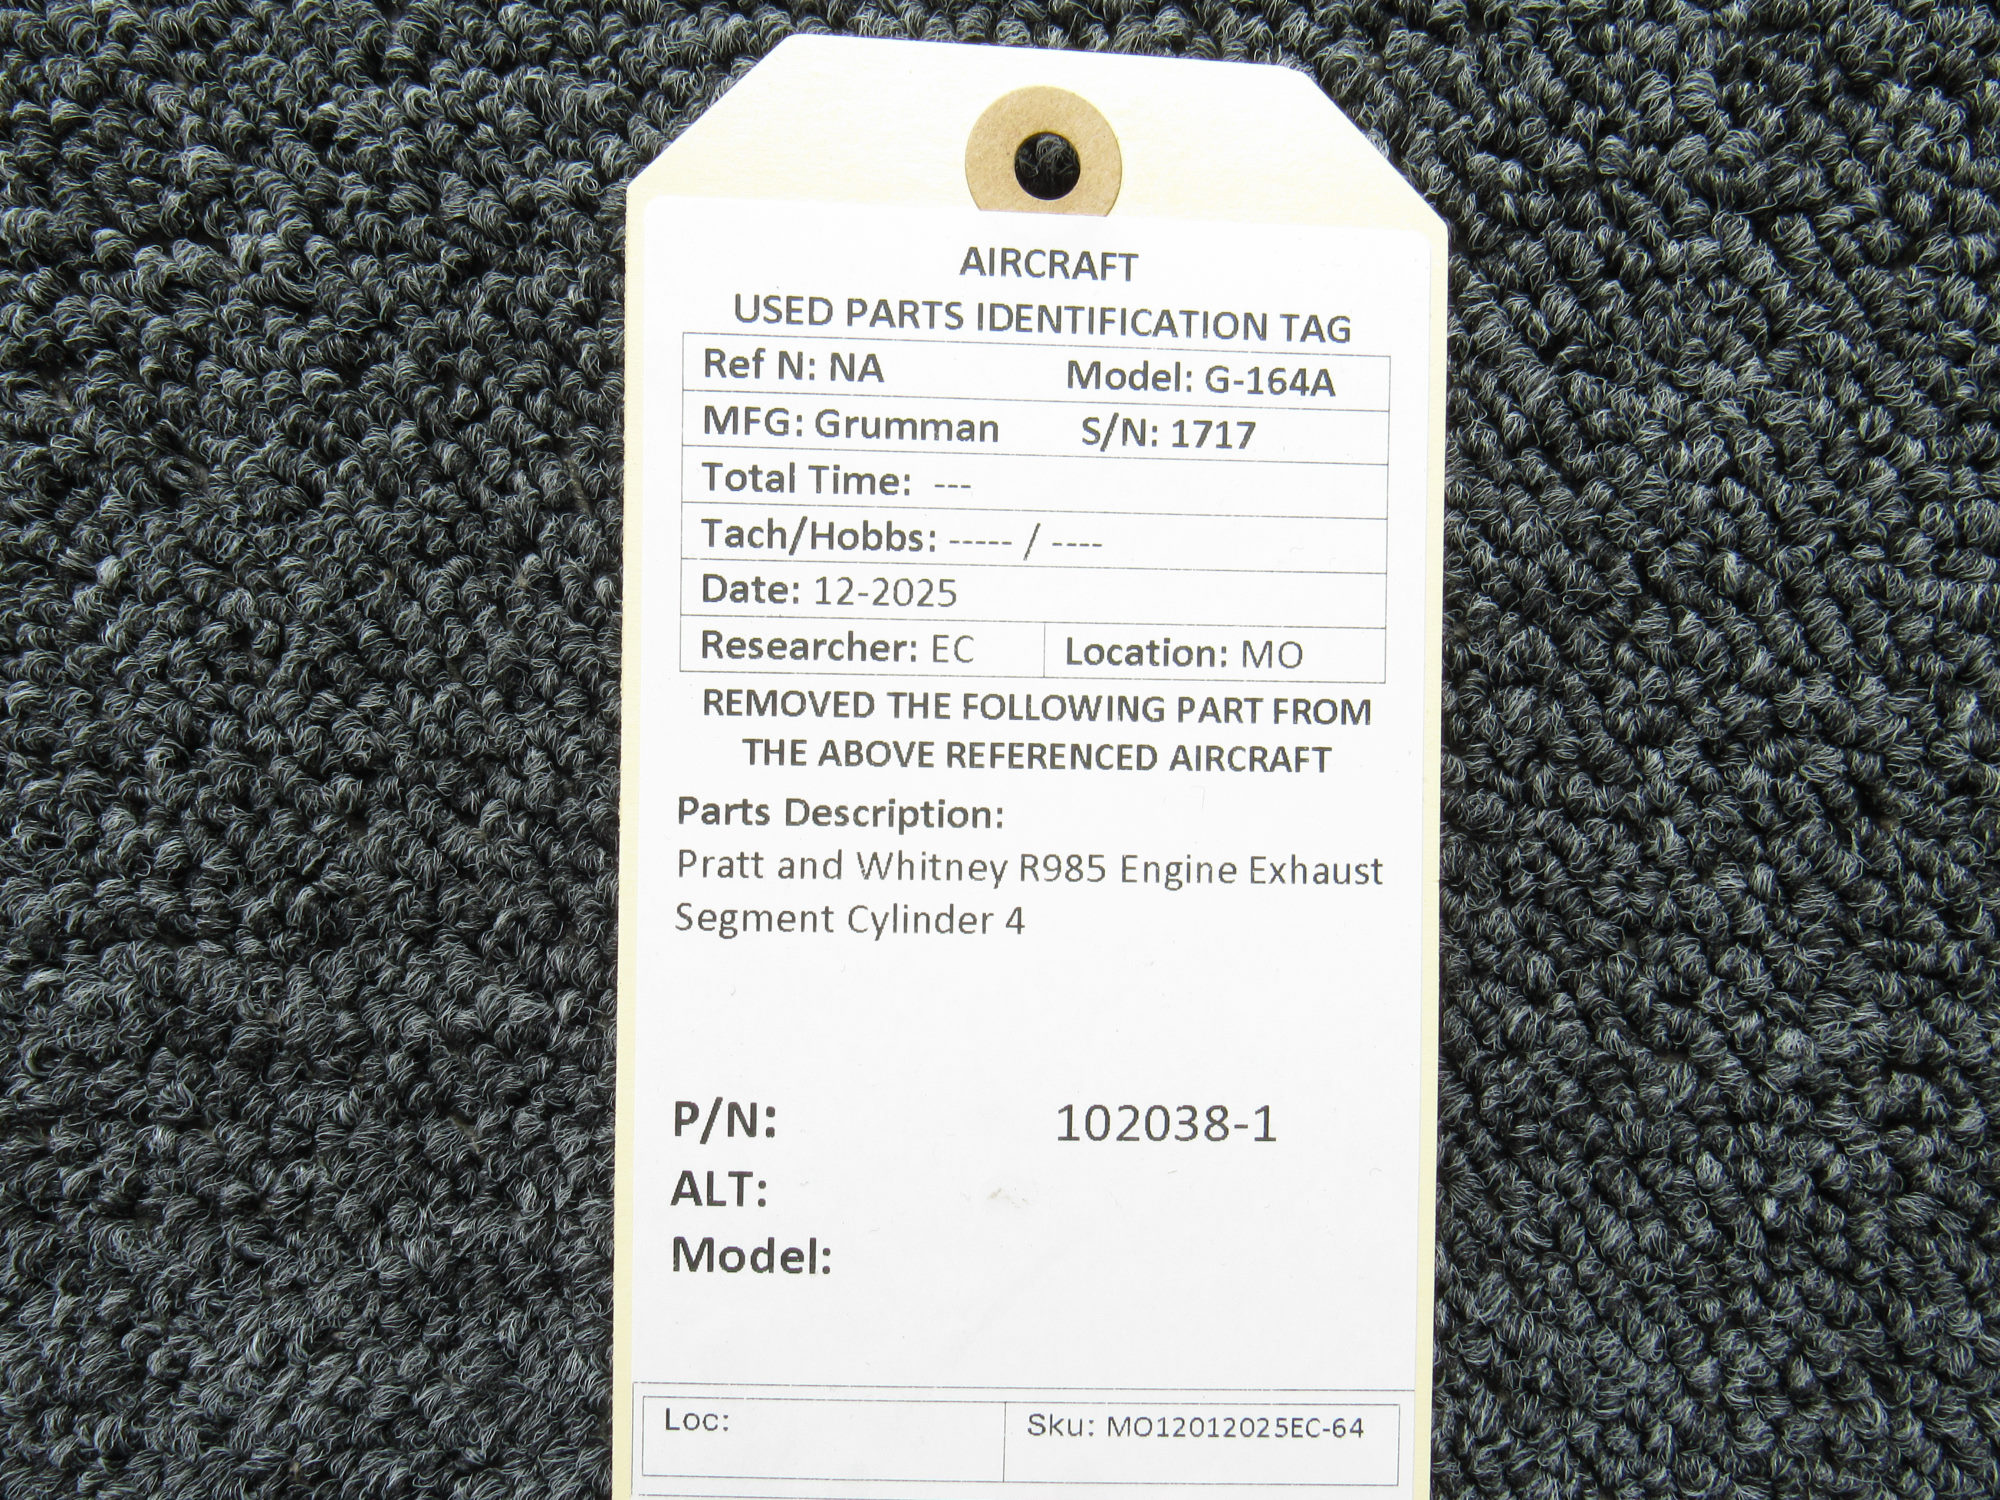 AIRCRAFT
USED PARTS IDENTIFICATION TAG
Ref N: NA Model: G-164A
MFG: Grumman S/N: 1717
Total Time: ---
Tach/Hobbs: ----- / ----
Date: 12-2025
Researcher: EC Location: MO
REMOVED THE FOLLOWING PART FROM
THE ABOVE REFERENCED AIRCRAFT
Parts Description:
Pratt and Whitney R985 Engine Exhaust
Segment Cylinder 4
P/N: 102038-1
ALT:
Model:
Loc: Sku: MO12012025EC-64